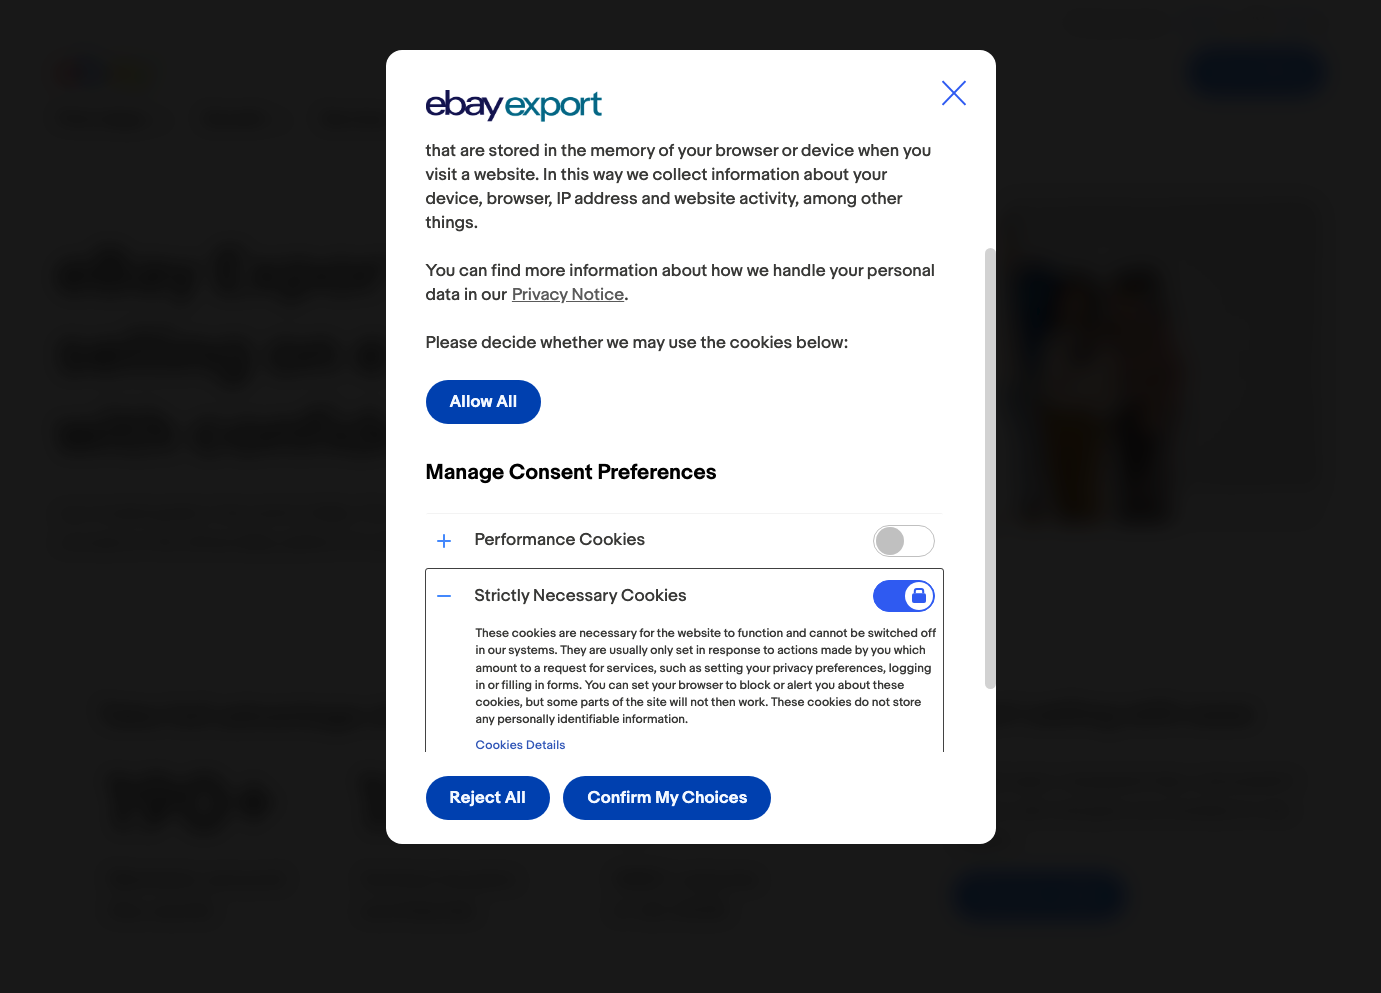 ebay export
that are stored in the memory of your browser or device when you
visit a website. In this way we collect information about your
device, browser, IP address and website activity, among other
things.
You can find more information about how we handle your personal
data in our Privacy Notice.
Please decide whether we may use the cookies below:
Allow All
Manage Consent Preferences
Performance Cookies
Strictly Necessary Cookies
These cookies are necessary for the website to function and cannot be switched off
in our systems. They are usually only set in response to actions made by you which
amount to a request for services, such as setting your privacy preferences, logging
in or filling in forms. You can set your browser to block or alert you about these
cookies, but some parts of the site will not then work. These cookies do not store
any personally identifiable information.
Cookies Details
Reject All
Confirm My Choices
eBay Expor
selling on
with confid
190+